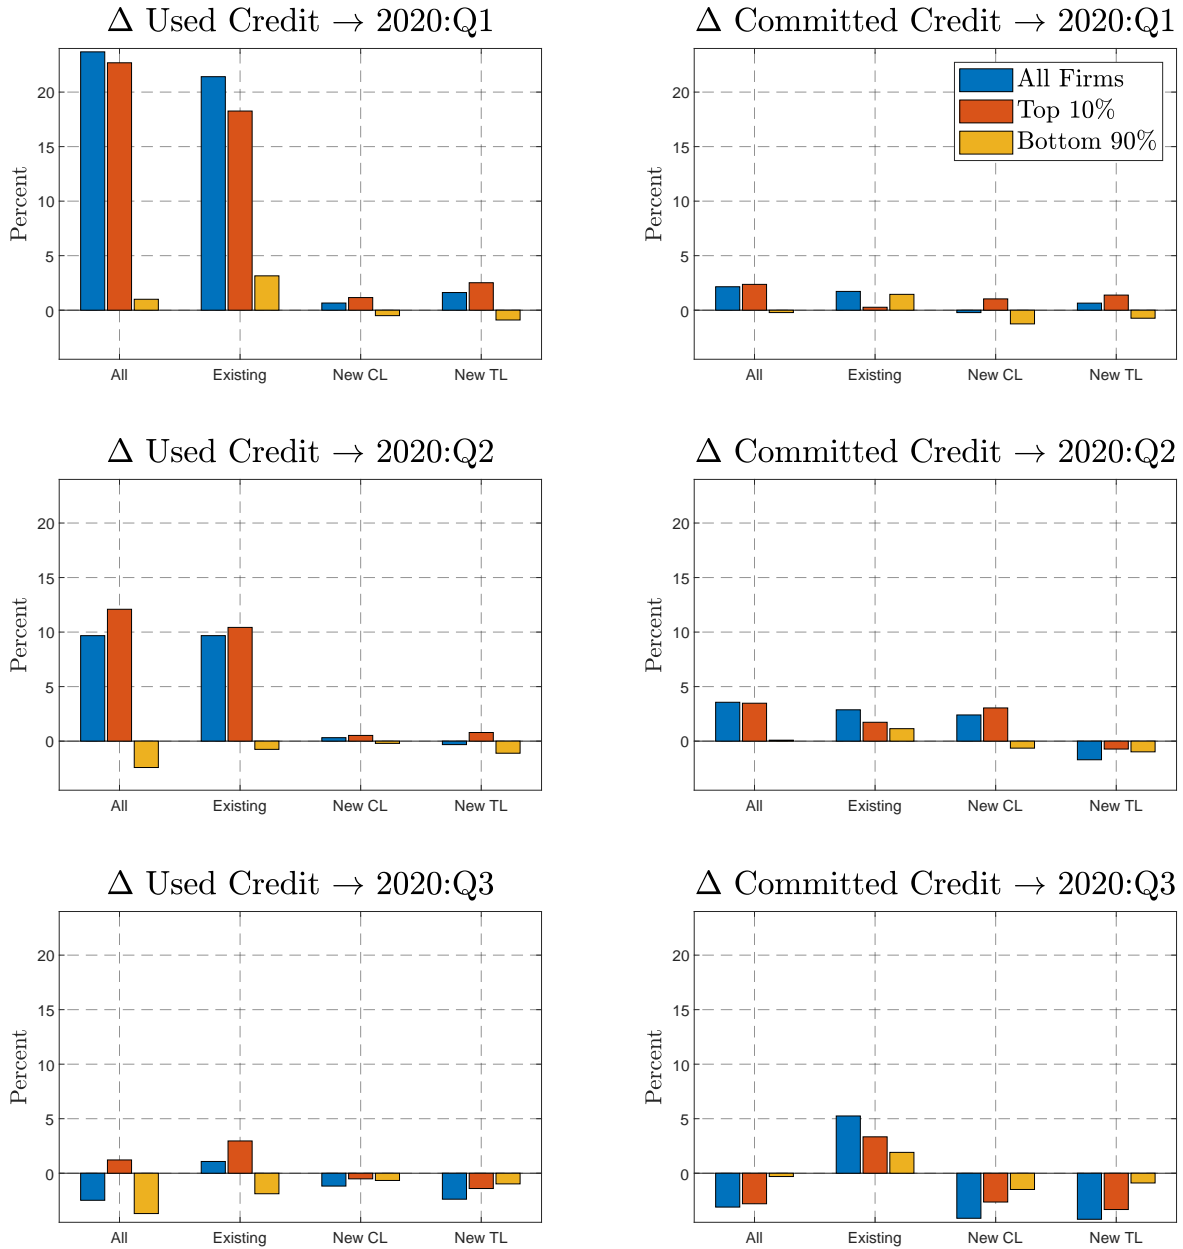 Δ Used Credit → 2020:Q1
Percent
20
15
10
5
0
All Existing New CL New TL
Δ Committed Credit → 2020:Q1
Percent
20
15
10
5
0
All Firms
Top 10%
Bottom 90%
All Existing New CL New TL
Δ Used Credit → 2020:Q2
Percent
20
15
10
5
0
All Existing New CL New TL
Δ Committed Credit → 2020:Q2
Percent
20
15
10
5
0
All Existing New CL New TL
Δ Used Credit → 2020:Q3
Percent
20
15
10
5
0
All Existing New CL New TL
Δ Committed Credit → 2020:Q3
Percent
20
15
10
5
0
All Existing New CL New TL